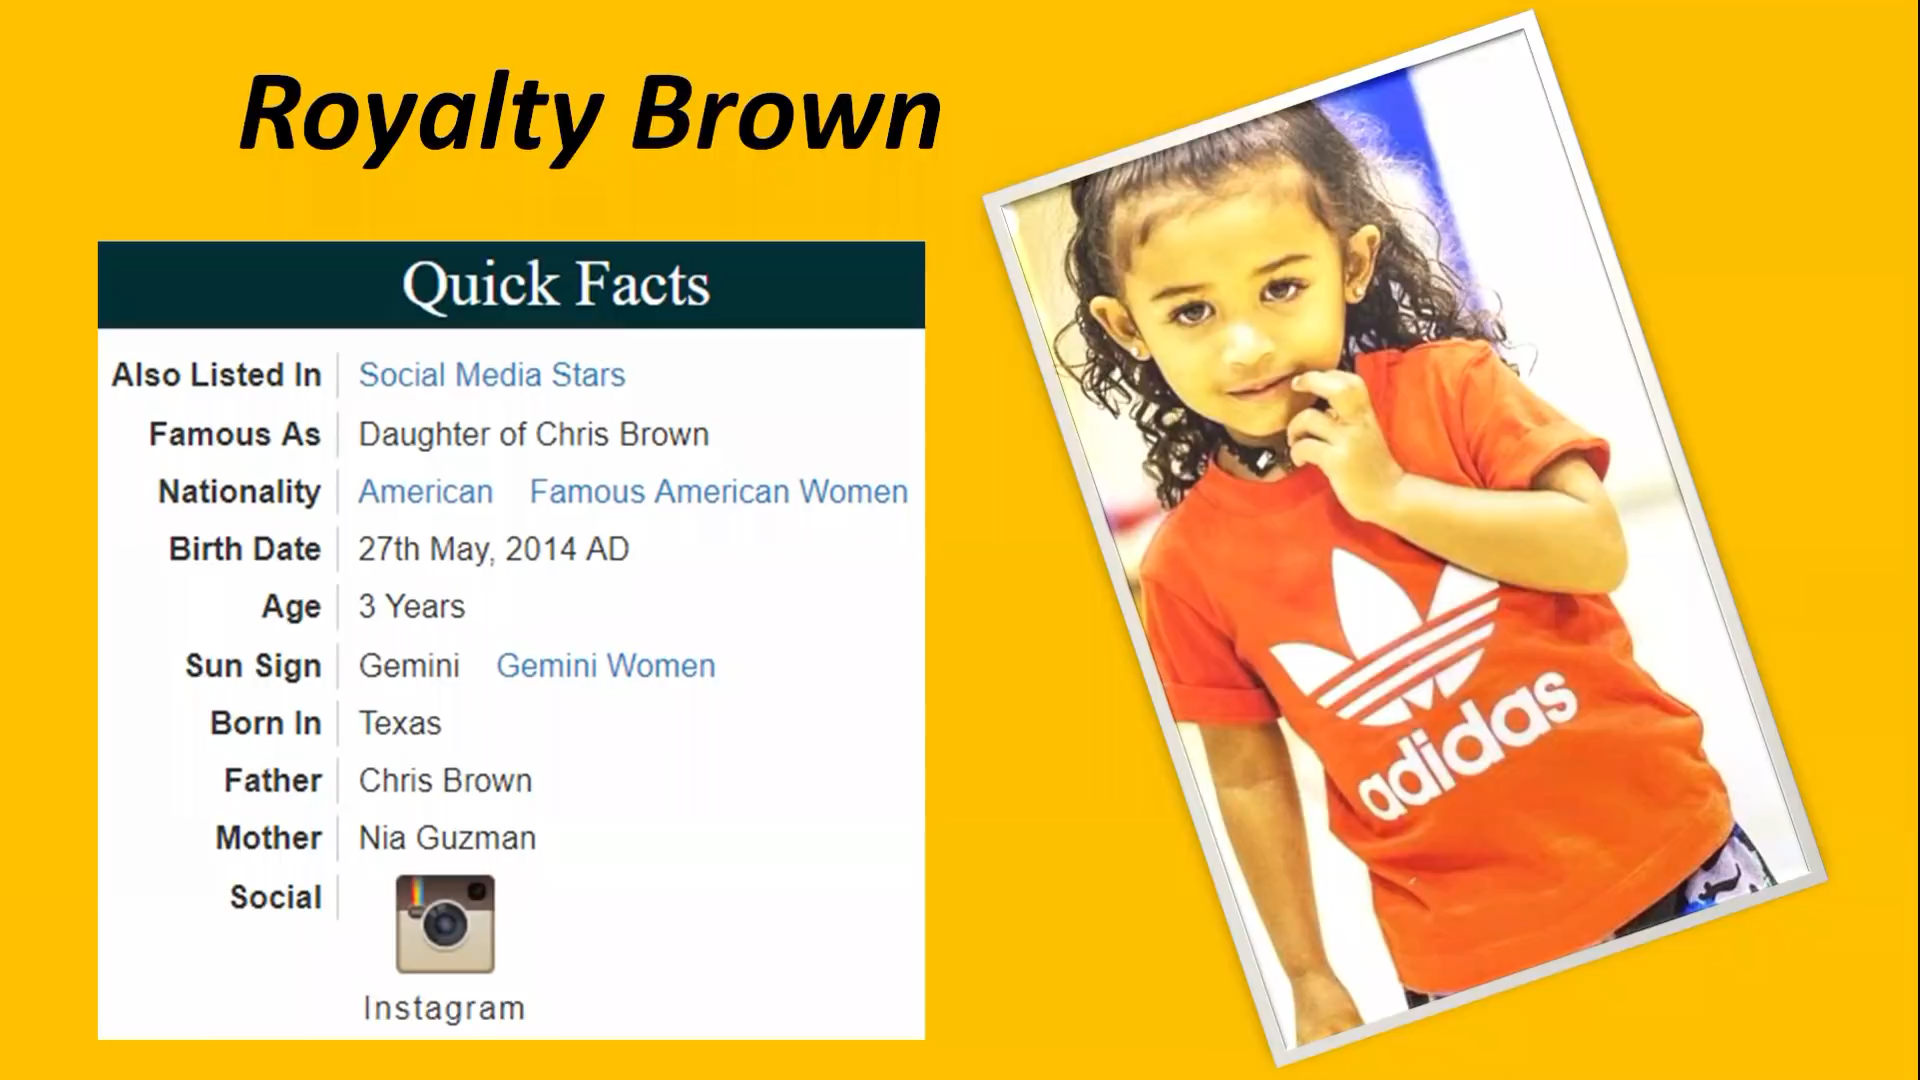 Royalty Brown
Quick Facts
Also Listed In Social Media Stars
Famous As Daughter of Chris Brown
Nationality American Famous American Women
Birth Date 27th May, 2014 AD
Age 3 Years
Sun Sign Gemini Gemini Women
Born In Texas
Father Chris Brown
Mother Nia Guzman
Social
Instagram
adidas